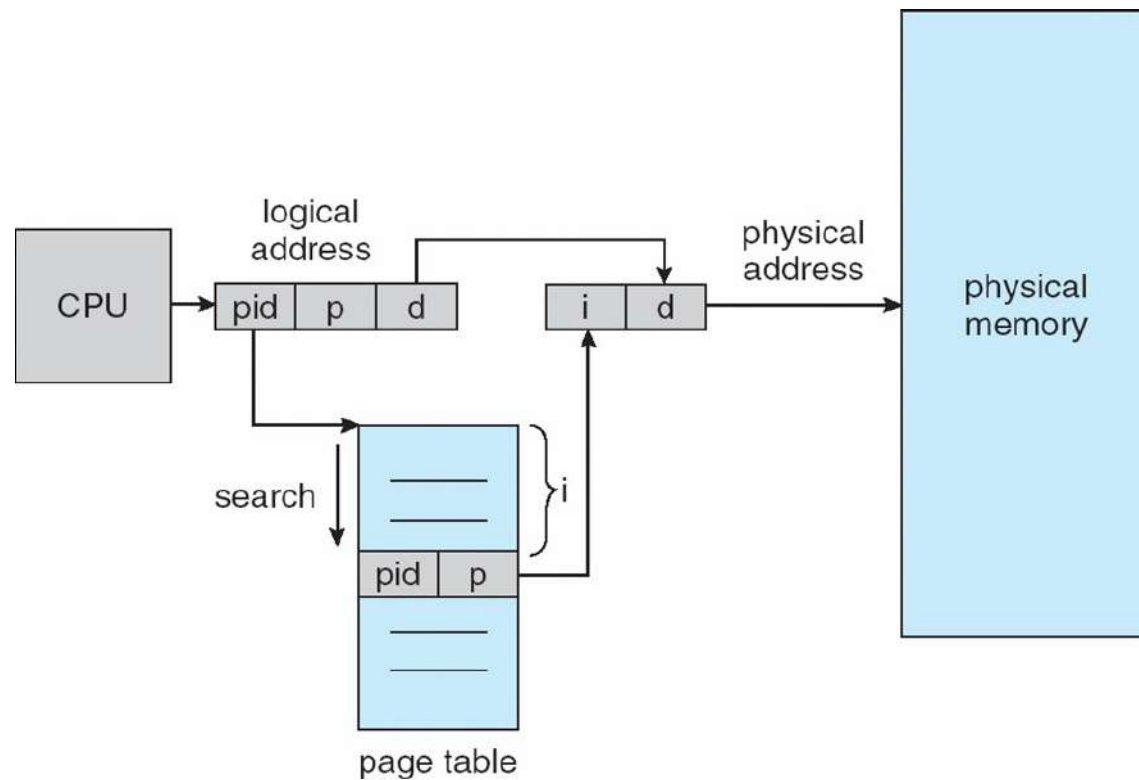 logical
address
physical
address
CPU
pid
p
d
i
d
physical
memory
search
i
pid
p
page table